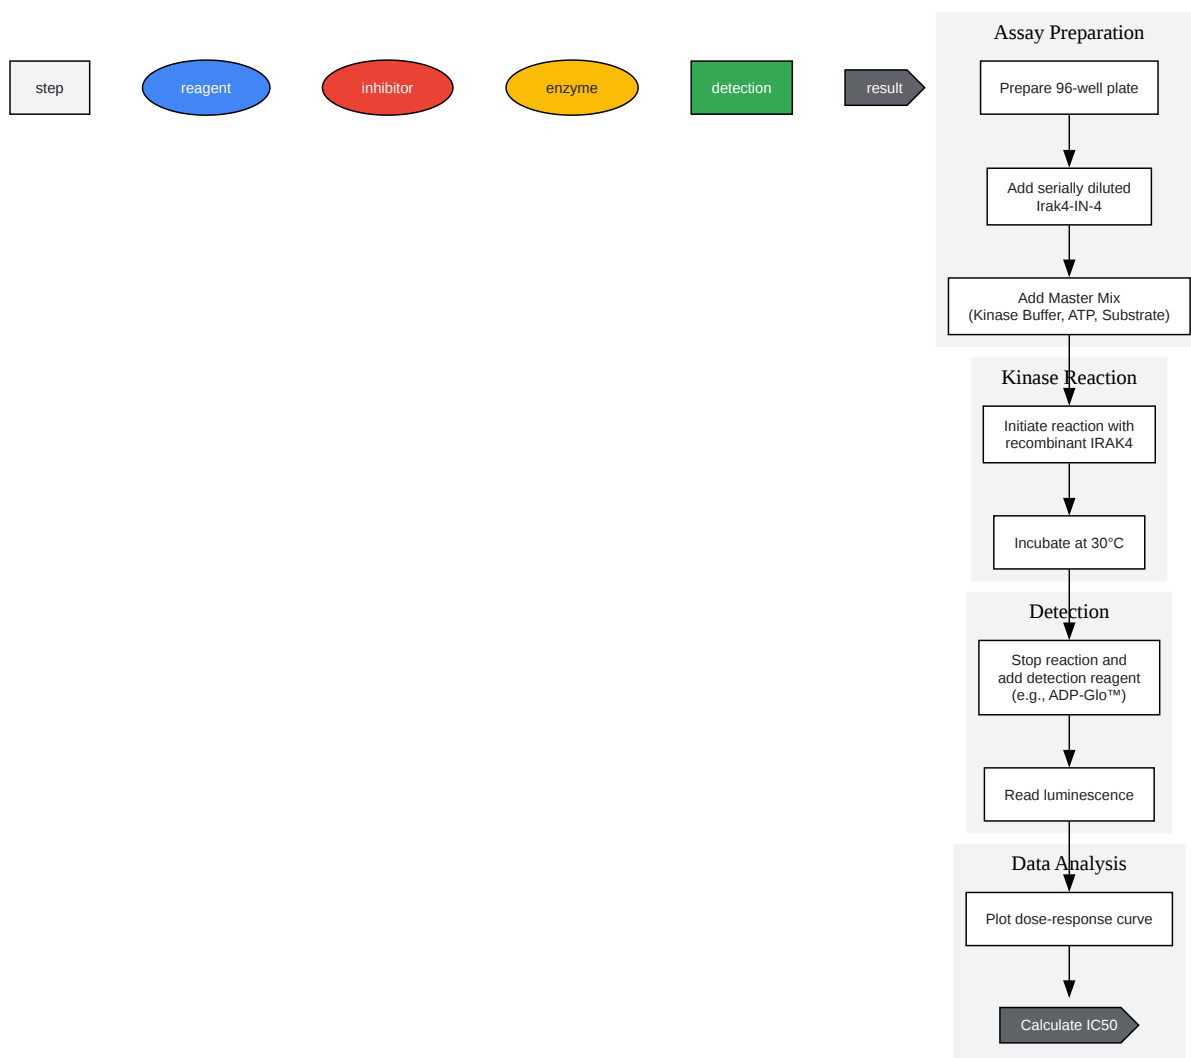 step
reagent
inhibitor
enzyme
detection
result
Assay Preparation
Prepare 96-well plate
Add serially diluted
Irak4-IN-4
Add Master Mix
(Kinase Buffer, ATP, Substrate)
Kinase Reaction
Initiate reaction with
recombinant IRAK4
Incubate at 30°C
Detection
Stop reaction and
add detection reagent
(e.g., ADP-Glo™)
Read luminescence
Data Analysis
Plot dose-response curve
Calculate IC50